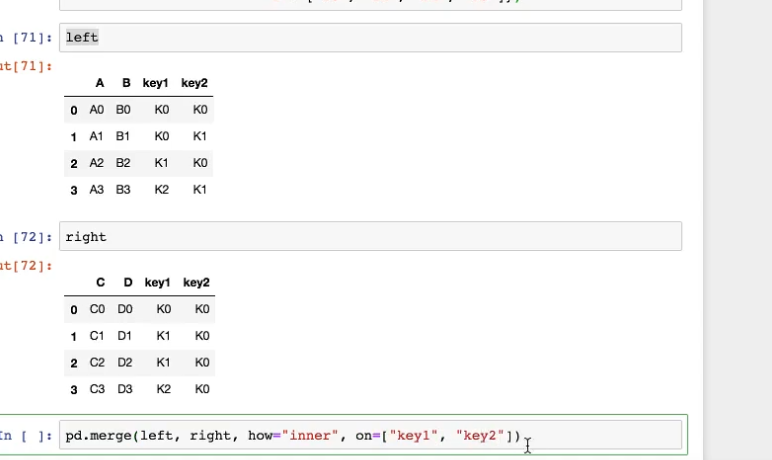 n [71]: left
ut[71]:
A B key1 key2
0 A0 B0 K0 K0
1 A1 B1 K0 K1
2 A2 B2 K1 K0
3 A3 B3 K2 K1
n [72]: right
ut[72]:
C D key1 key2
0 C0 D0 K0 K0
1 C1 D1 K1 K0
2 C2 D2 K1 K0
3 C3 D3 K2 K0
In [ ]: pd.merge(left, right, how="inner", on=["key1", "key2"])